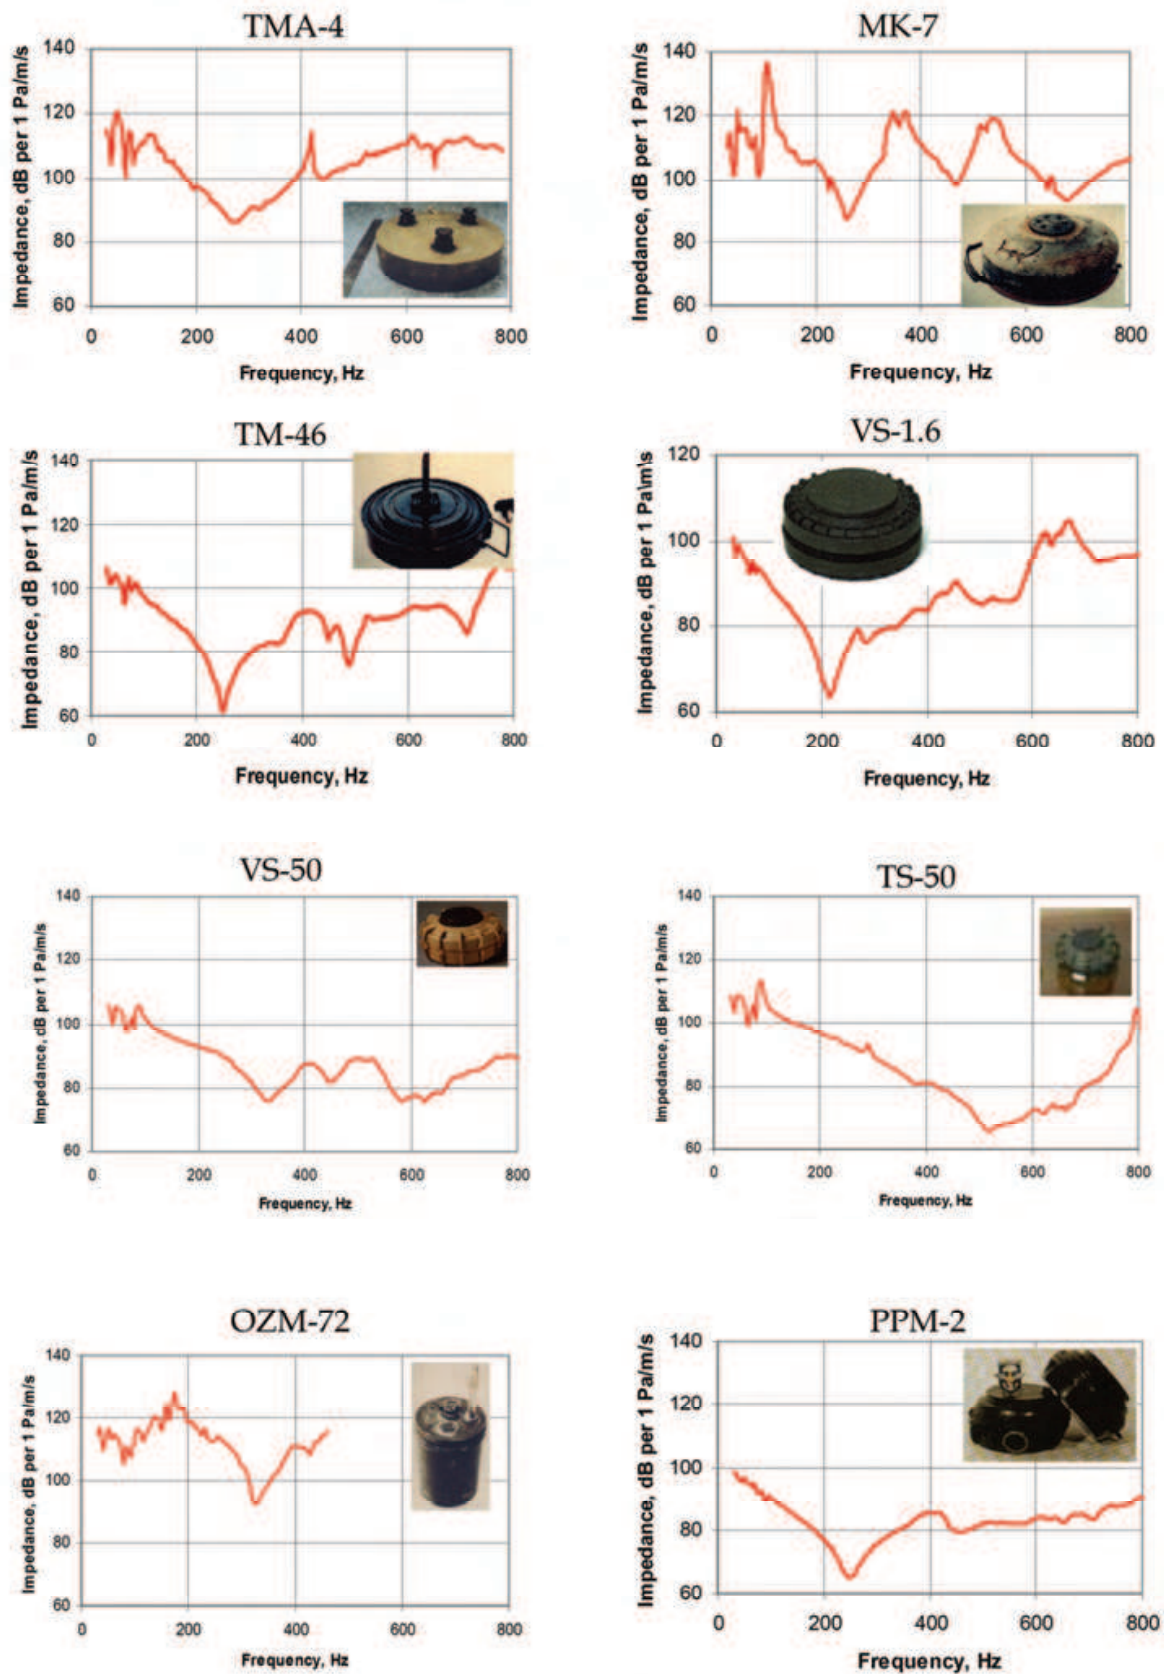 TMA-4
Impedance, dB per 1 Pa/m/s
140
120
100
80
60
0 200 400 600 800
Frequency, Hz
MK-7
Impedance, dB per 1 Pa/m/s
140
120
100
80
60
0 200 400 600 800
Frequency, Hz
TM-46
Impedance, dB per 1 Pa/m/s
140
120
100
80
60
0 200 400 600 800
Frequency, Hz
VS-1.6
Impedance, dB per 1 Pa\m\s
120
100
80
60
0 200 400 600 800
Frequency, Hz
VS-50
Impedance, dB per 1 Pa/m/s
140
120
100
80
60
0 200 400 600 800
Frequency, Hz
TS-50
Impedance, dB per 1 Pa/m/s
140
120
100
80
60
0 200 400 600 800
Frequency, Hz
OZM-72
Impedance, dB per 1 Pa/m/s
140
120
100
80
60
0 200 400 600 800
Frequency, Hz
PPM-2
Impedance, dB per 1 Pa/m/s
140
120
100
80
60
0 200 400 600 800
Frequency, Hz